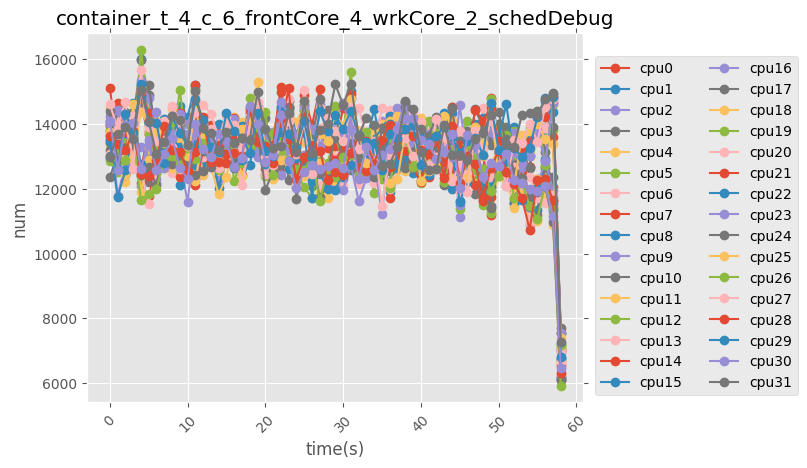 container_t_4_c_6_frontCore_4_wrkCore_2_schedDebug
16000
14000
12000
10000
8000
6000
num
0
10
20
30
40
50
60
time(s)
cpu0
cpu1
cpu2
cpu3
cpu4
cpu5
cpu6
cpu7
cpu8
cpu9
cpu10
cpu11
cpu12
cpu13
cpu14
cpu15
cpu16
cpu17
cpu18
cpu19
cpu20
cpu21
cpu22
cpu23
cpu24
cpu25
cpu26
cpu27
cpu28
cpu29
cpu30
cpu31